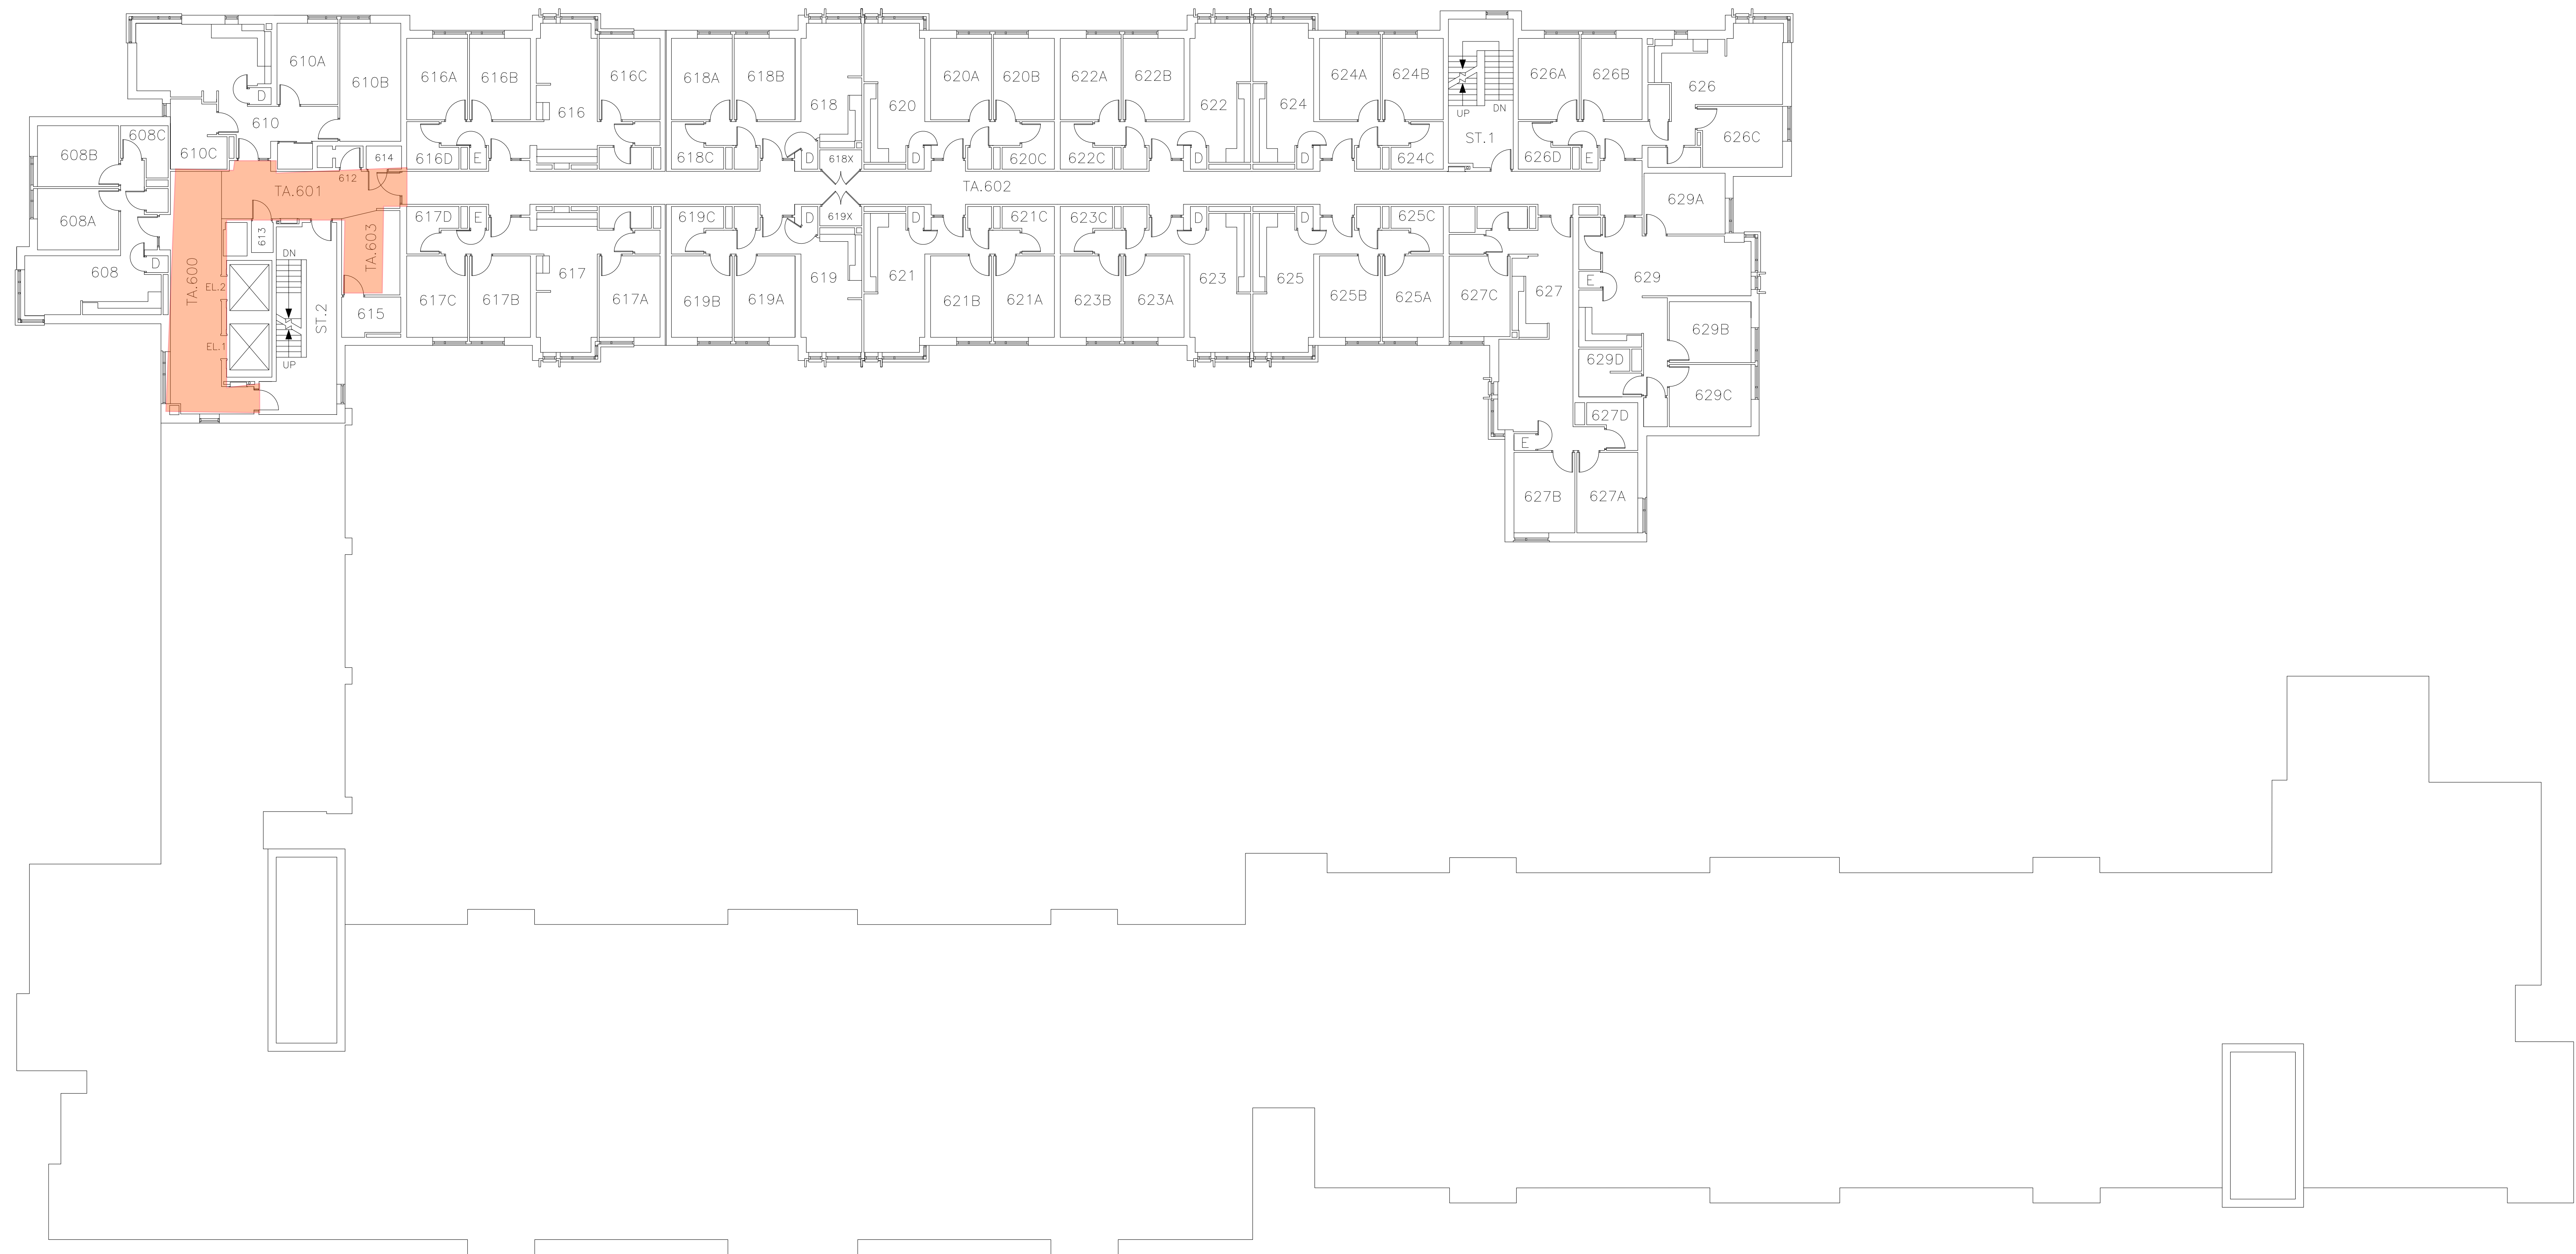 610A
610B
616A
616B
616C
618A
618B
618
620
620A
620B
622A
622B
622
624
624A
624B
UP
DN
ST.1
626A
626B
626
626C
D
610
608C
608B
610C
614
612
616
616D
E
618C
D
618X
D
620C
622C
D
D
624C
626D
E
608A
608
D
TA.601
TA.602
TA.600
TA.603
613
DN
EL.2
EL.1
UP
ST.2
615
617D
E
617
617C
617B
617A
619C
D
619X
619
619B
619A
D
621C
621
621B
621A
623C
D
623
623B
623A
D
625C
625
625B
625A
627C
627
629A
629
E
629B
629D
629C
627D
E
627B
627A